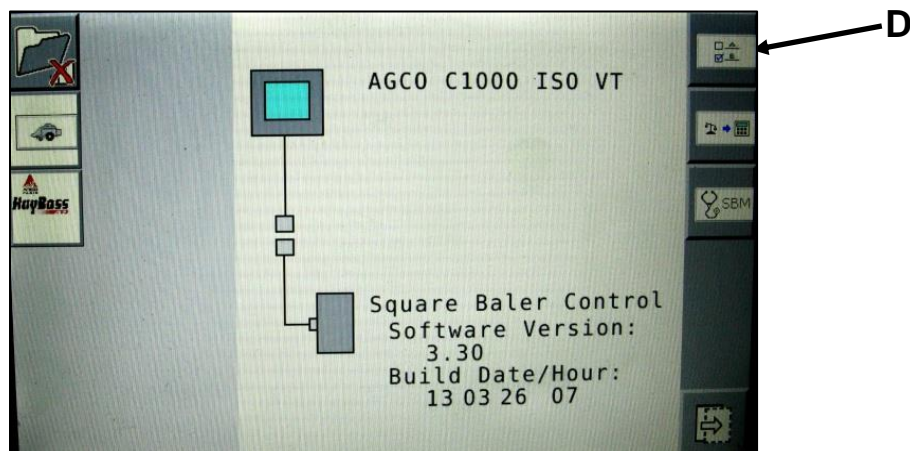 D
AGCO C1000 ISO VT
HayBoss
SBM
Square Baler Control
Software Version:
3.30
Build Date/Hour:
13 03 26 07